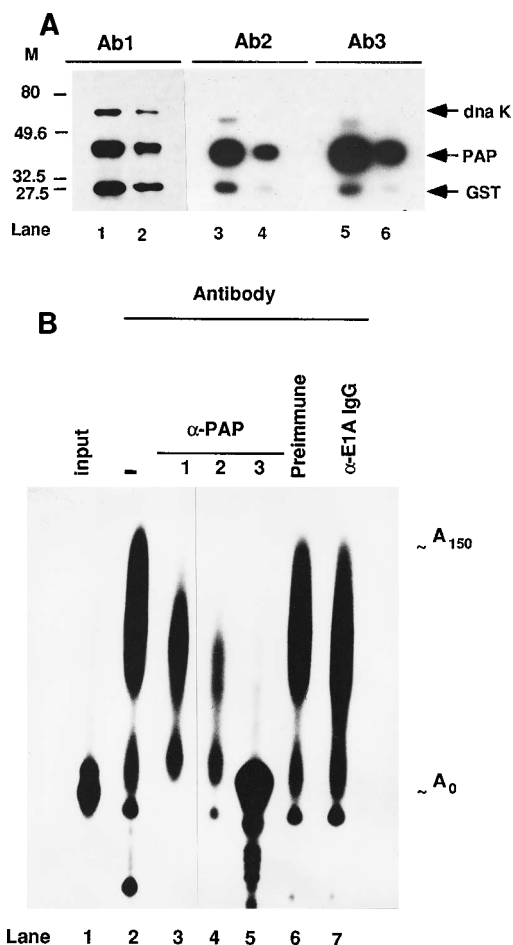 A
Ab1 Ab2 Ab3
M
80
dna K
49.6
PAP
32.5
27.5
GST
Lane 1 2 3 4 5 6
Antibody
B
input - α-PAP Preimmune α-E1A IgG
1 2 3
~ A150
~ A0
Lane 1 2 3 4 5 6 7